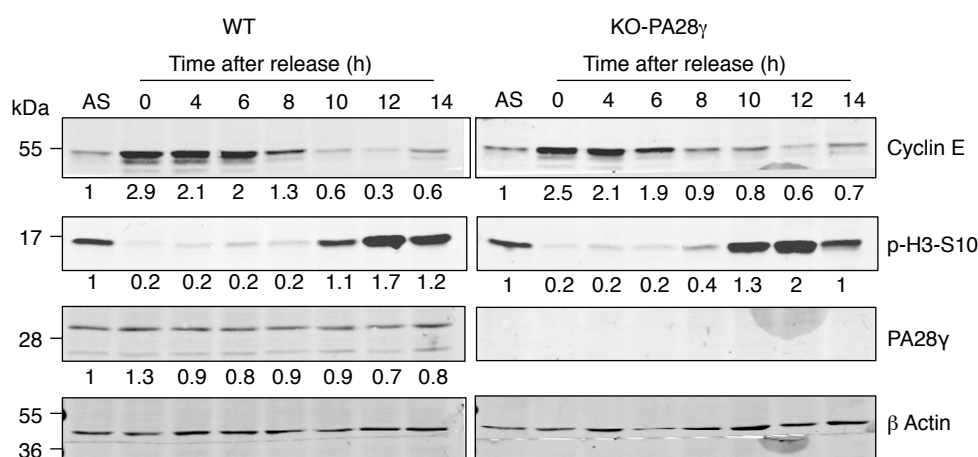 WT KO-PA28γ
Time after release (h) Time after release (h)
kDa AS 0 4 6 8 10 12 14 AS 0 4 6 8 10 12 14
55 Cyclin E
1 2.9 2.1 2 1.3 0.6 0.3 0.6 1 2.5 2.1 1.9 0.9 0.8 0.6 0.7
17 p-H3-S10
1 0.2 0.2 0.2 0.2 1.1 1.7 1.2 1 0.2 0.2 0.2 0.4 1.3 2 1
28 PA28γ
1 1.3 0.9 0.8 0.9 0.9 0.7 0.8
55
β Actin
36